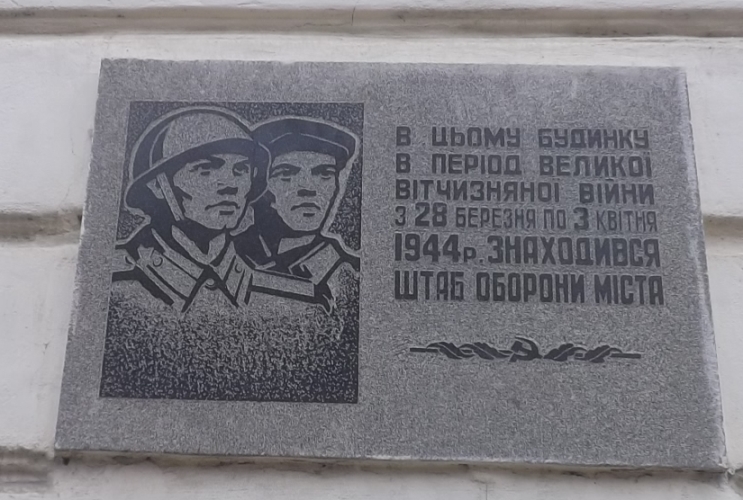 В ЦЬОМУ БУДИНКУ
В ПЕРІОД ВЕЛИКОЇ
ВІТЧИЗНЯНОЇ ВІЙНИ
З 28 БЕРЕЗНЯ ПО 3 КВІТНЯ
1944р. ЗНАХОДИВСЯ
ШТАБ ОБОРОНИ МІСТА